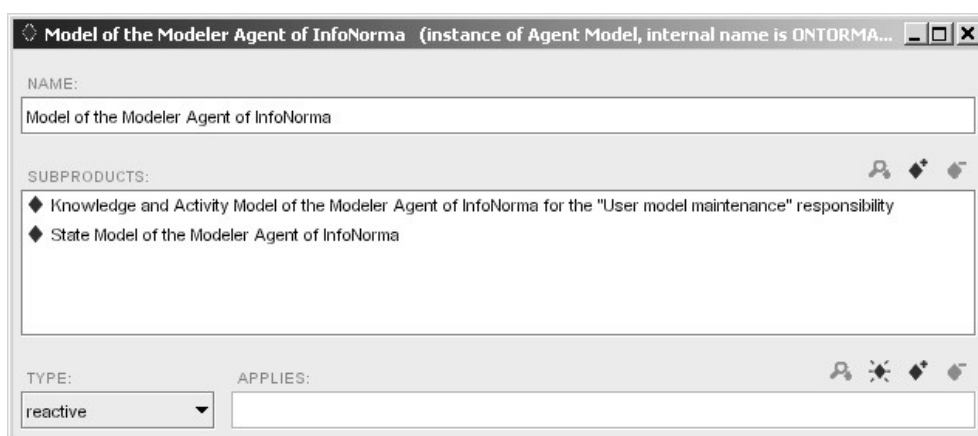 Model of the Modeler Agent of InfoNorma (instance of Agent Model, internal name is ONTORMA...
NAME:
Model of the Modeler Agent of InfoNorma
SUBPRODUCTS:
Knowledge and Activity Model of the Modeler Agent of InfoNorma for the "User model maintenance" responsibility
State Model of the Modeler Agent of InfoNorma
TYPE: APPLIES:
reactive